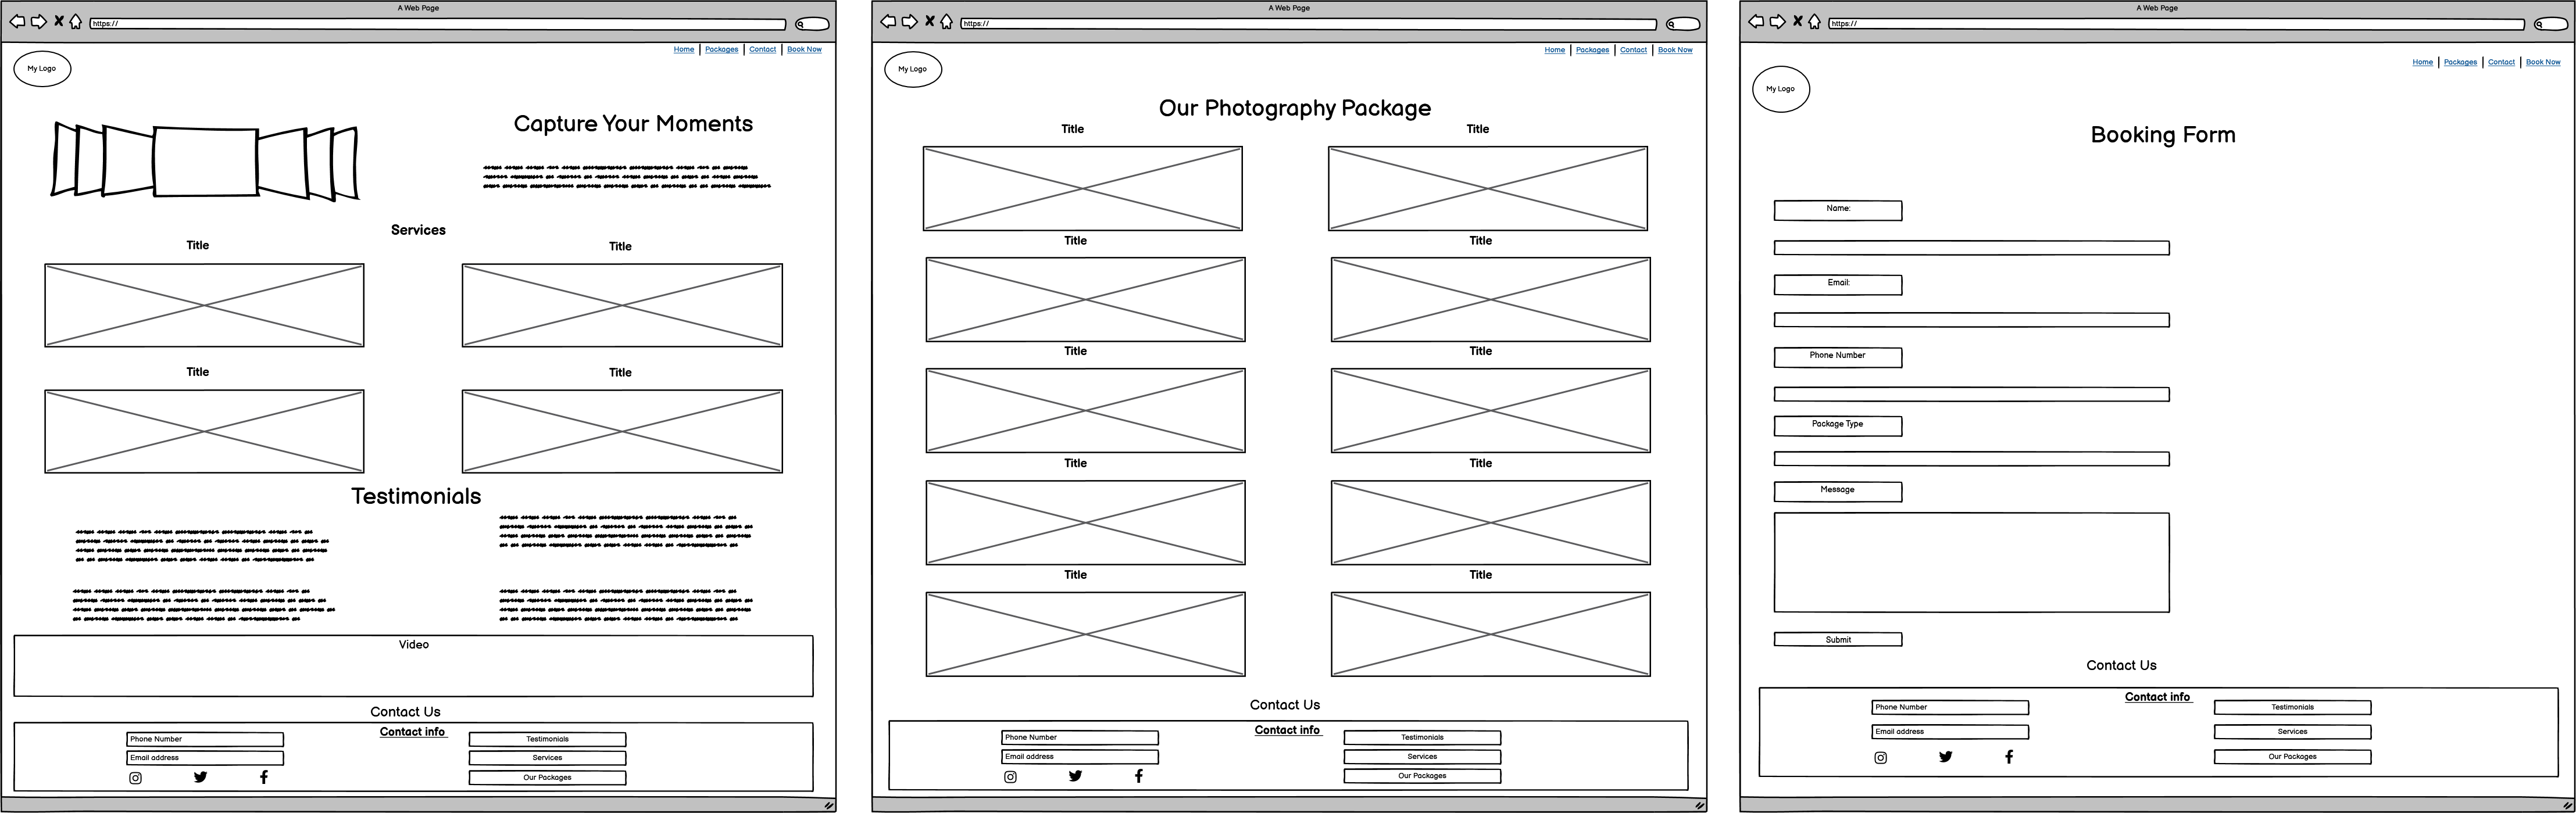 A Web Page
https://
Home | Packages | Contact | Book Now
My Logo
Capture Your Moments
Services
Title Title
Title Title
Testimonials
Video
Contact Us
Contact info
Phone Number Testimonials
Email address Services
Our Packages
A Web Page
https://
Home | Packages | Contact | Book Now
My Logo
Our Photography Package
Title Title
Title Title
Title Title
Title Title
Title Title
Contact Us
Contact info
Phone Number Testimonials
Email address Services
Our Packages
A Web Page
https://
Home | Packages | Contact | Book Now
My Logo
Booking Form
Name:
Email:
Phone Number
Package Type
Message
Submit
Contact Us
Contact info
Phone Number Testimonials
Email address Services
Our Packages